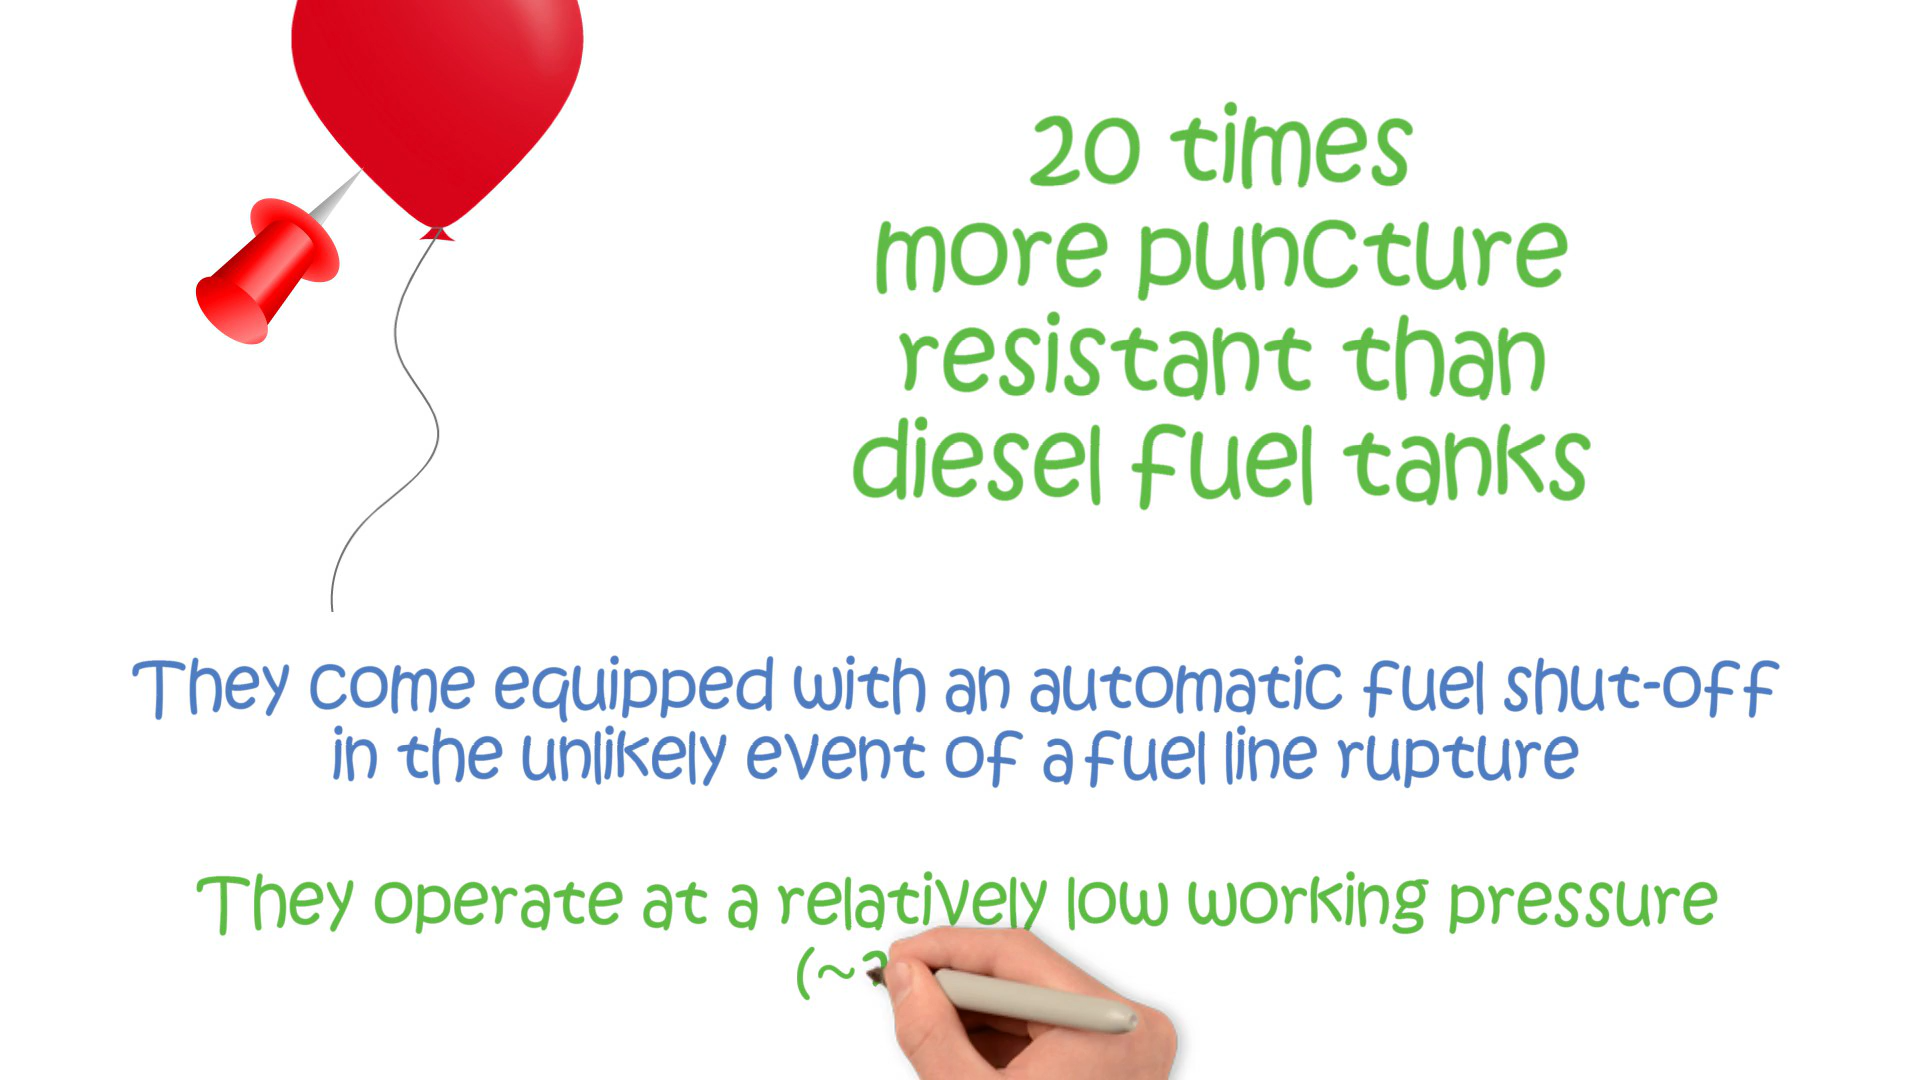 20 times
more puncture
resistant than
diesel fuel tanks
They come equipped with an automatic fuel shut-off
in the unlikely event of a fuel line rupture
They operate at a relatively low working pressure
(~